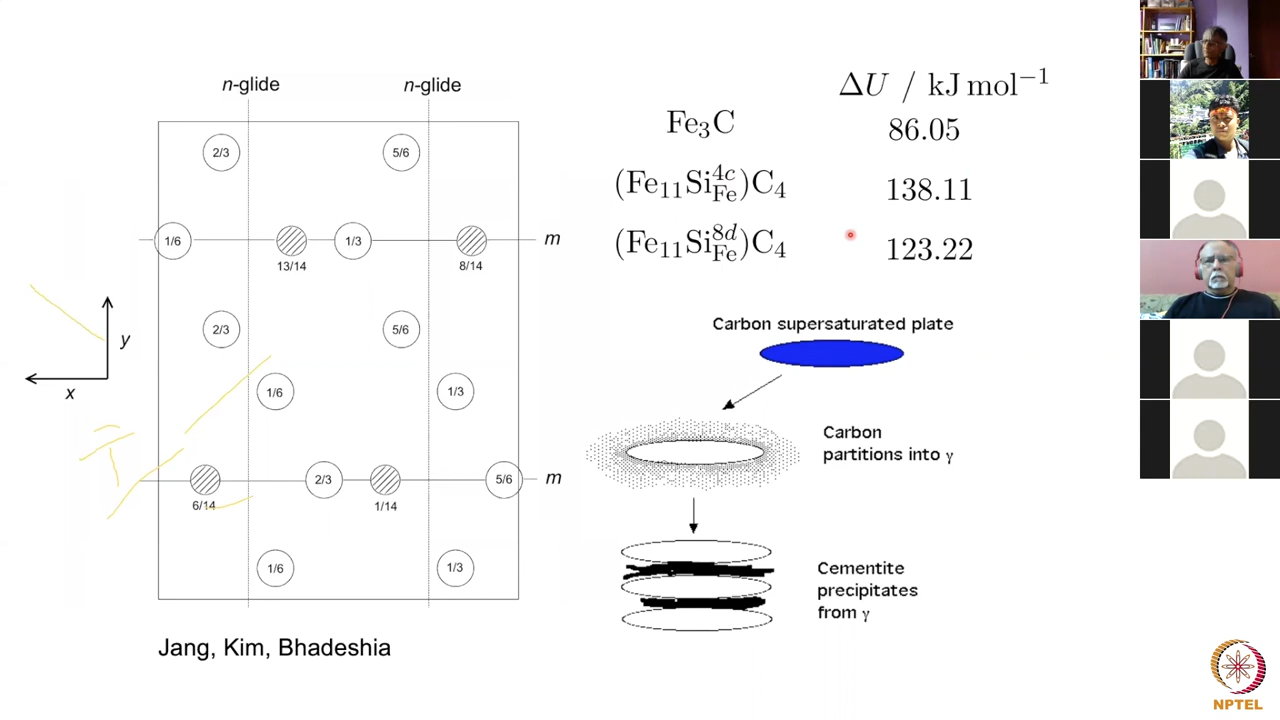 n-glide n-glide
2/3 5/6
1/6 13/14 1/3 8/14 m
2/3 5/6
y
x
1/6 1/3
6/14 2/3 1/14 5/6 m
1/6 1/3
Jang, Kim, Bhadeshia
ΔU / kJ mol⁻¹
Fe₃C 86.05
(Fe₁₁Si⁴ᶜFe)C₄ 138.11
(Fe₁₁Si⁸ᵈFe)C₄ 123.22
Carbon supersaturated plate
Carbon
partitions into γ
Cementite
precipitates
from γ
NPTEL